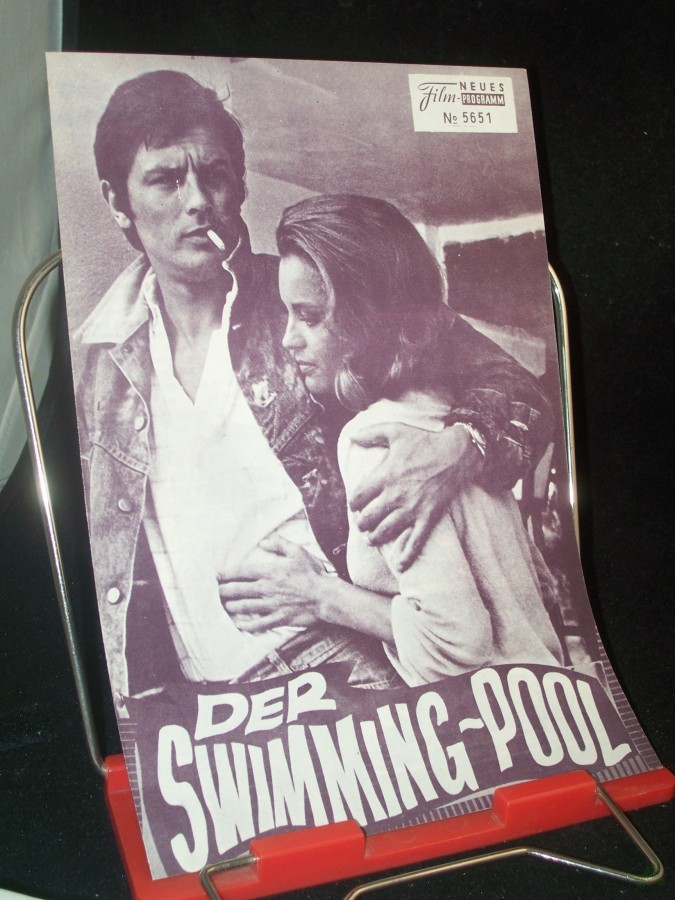 NEUES
Film-PROGRAMM
No 5651
DER
SWIMMING-POOL